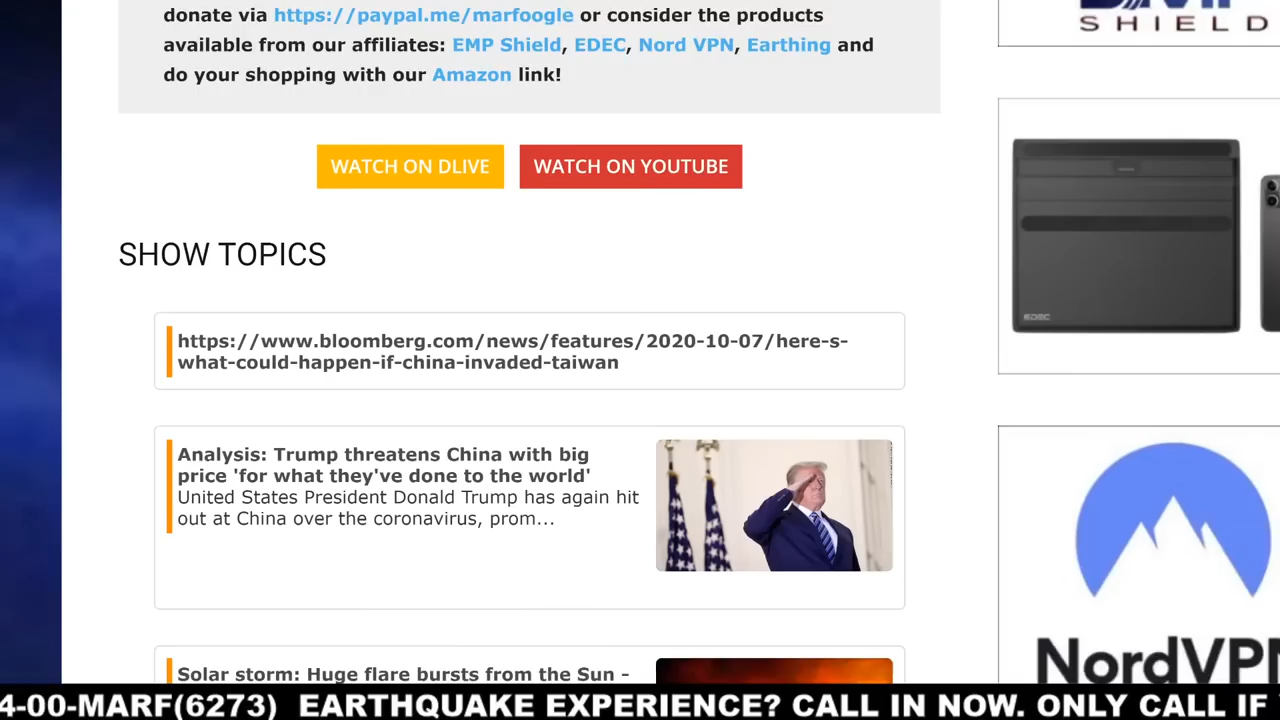 donate via https://paypal.me/marfoogle or consider the products
available from our affiliates: EMP Shield, EDEC, Nord VPN, Earthing and
do your shopping with our Amazon link!
SHIELD
WATCH ON DLIVE
WATCH ON YOUTUBE
SHOW TOPICS
EDEC
https://www.bloomberg.com/news/features/2020-10-07/here-s-
what-could-happen-if-china-invaded-taiwan
Analysis: Trump threatens China with big
price 'for what they've done to the world'
United States President Donald Trump has again hit
out at China over the coronavirus, prom...
Solar storm: Huge flare bursts from the Sun -
NordVPN
4-00-MARF(6273) EARTHQUAKE EXPERIENCE? CALL IN NOW. ONLY CALL IF